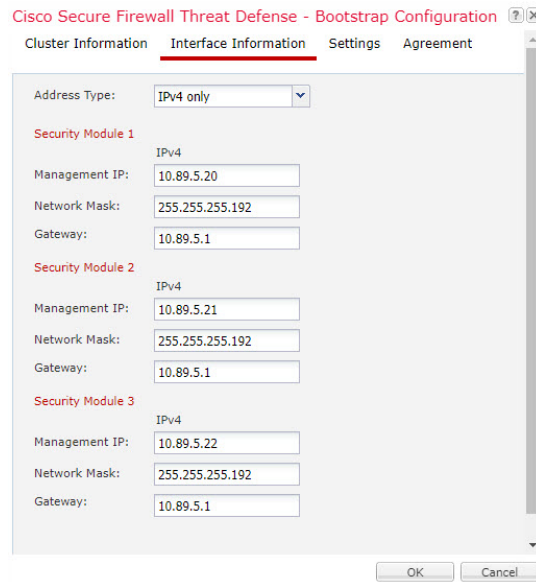 Cisco Secure Firewall Threat Defense - Bootstrap Configuration ? X
Cluster Information Interface Information Settings Agreement
Address Type: IPv4 only
Security Module 1
IPv4
Management IP: 10.89.5.20
Network Mask: 255.255.255.192
Gateway: 10.89.5.1
Security Module 2
IPv4
Management IP: 10.89.5.21
Network Mask: 255.255.255.192
Gateway: 10.89.5.1
Security Module 3
IPv4
Management IP: 10.89.5.22
Network Mask: 255.255.255.192
Gateway: 10.89.5.1
OK Cancel